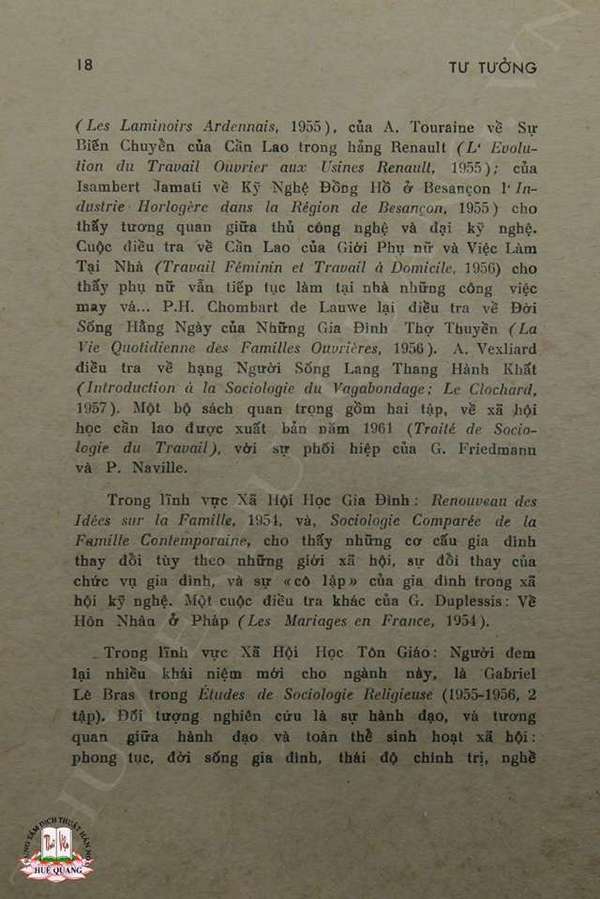 18
TƯ TƯỞNG
(Les Laminoirs Ardennais, 1955), của A. Touraine về Sự
Biến Chuyển của Cần Lao trong hảng Renault (L' Evolu-
tion du Travail Ouvrier aux Usines Renault, 1955); của
Isambert Jamati về Kỹ Nghệ Đồng Hồ ở Besançon l' In-
dustrie Horlogère dans la Région de Besançon, 1955) cho
thấy tương quan giữa thủ công nghệ và đại kỹ nghệ.
Cuộc điều tra về Cần Lao của Giới Phụ nữ và Việc Làm
Tại Nhà (Travail Féminin et Travail à Domicile, 1956) cho
thấy phụ nữ vẫn tiếp tục làm tại nhà những công việc
may vá... P.H. Chombart de Lauwe lại điều tra về Đời
Sống Hằng Ngày của Những Gia Đình Thợ Thuyền (La
Vie Quotidienne des Familles Ouvrières, 1956). A. Vexliard
điều tra về hạng Người Sống Lang Thang Hành Khất
(Introduction à la Sociologie du Vagabondage; Le Clochard,
1957). Một bộ sách quan trọng gồm hai tập, về xã hội
học cần lao được xuất bản năm 1961 (Traité de Socio-
logie du Travail), với sự phối hiệp của G. Friedmann
và P. Naville.
Trong lĩnh vực Xã Hội Học Gia Đình: Renouveau des
Idées sur la Famille, 1954, và, Sociologie Comparée de la
Famille Contemporaine, cho thấy những cơ cấu gia đình
thay đổi tùy theo những giới xã hội, sự đổi thay của
chức vụ gia đình, và sự «cô lập» của gia đình trong xã
hội kỹ nghệ. Một cuộc điều tra khác của G. Duplessis: Về
Hôn Nhân ở Pháp (Les Mariages en France, 1954).
Trong lĩnh vực Xã Hội Học Tôn Giáo: Người đem
lại nhiều khái niệm mới cho ngành này, là Gabriel
Lê Bras trong Études de Sociologie Religieuse (1955-1956, 2
tập). Đối tượng nghiên cứu là sự hành đạo, và tương
quan giữa hành đạo và toàn thể sinh hoạt xã hội:
phong tục, đời sống gia đình, thái độ chính trị, nghề
TRUNG TÂM DỊCH THUẬT HÁN NÔM
HUỆ QUANG